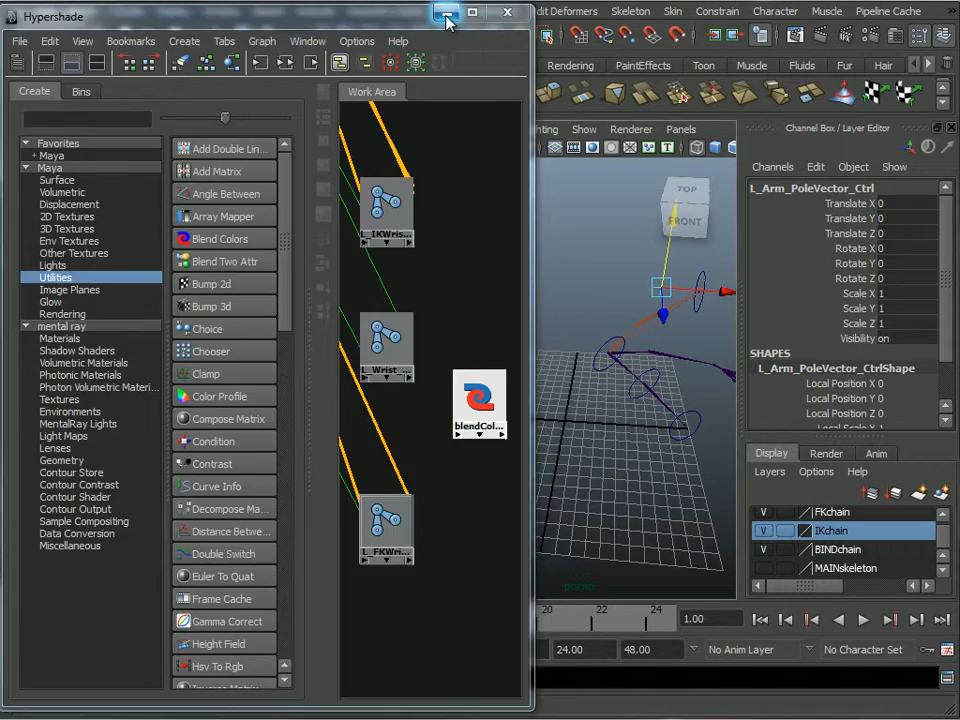 Hypershade
File Edit View Bookmarks Create Tabs Graph Window Options Help
Create Bins
Work Area
Favorites
+ Maya
Maya
Surface
Volumetric
Displacement
2D Textures
3D Textures
Env Textures
Other Textures
Lights
Utilities
Image Planes
Glow
Rendering
mental ray
Materials
Shadow Shaders
Volumetric Materials
Photonic Materials
Photon Volumetric Materi...
Textures
Environments
MentalRay Lights
Light Maps
Lenses
Geometry
Contour Store
Contour Contrast
Contour Shader
Contour Output
Sample Compositing
Data Conversion
Miscellaneous
Add Double Lin...
Add Matrix
Angle Between
Array Mapper
Blend Colors
Blend Two Attr
Bump 2d
Bump 3d
Choice
Chooser
Clamp
Color Profile
Compose Matrix
Condition
Contrast
Curve Info
Decompose Ma...
Distance Betwe...
Double Switch
Euler To Quat
Frame Cache
Gamma Correct
Height Field
Hsv To Rgb
L_IKWris...
L_Wrist_...
blendCol...
L_FKWri...
Edit Deformers Skeleton Skin Constrain Character Muscle Pipeline Cache
Rendering PaintEffects Toon Muscle Fluids Fur Hair
Show Renderer Panels
TOP
FRONT
persp
Channel Box / Layer Editor
Channels Edit Object Show
L_Arm_PoleVector_Ctrl
Translate X 0
Translate Y 0
Translate Z 0
Rotate X 0
Rotate Y 0
Rotate Z 0
Scale X 1
Scale Y 1
Scale Z 1
Visibility on
SHAPES
L_Arm_PoleVector_CtrlShape
Local Position X 0
Local Position Y 0
Local Position Z 0
Display Render Anim
Layers Options Help
V FKchain
V IKchain
V BINDchain
MAINskeleton
20 22 24
1.00
24.00 48.00 No Anim Layer No Character Set